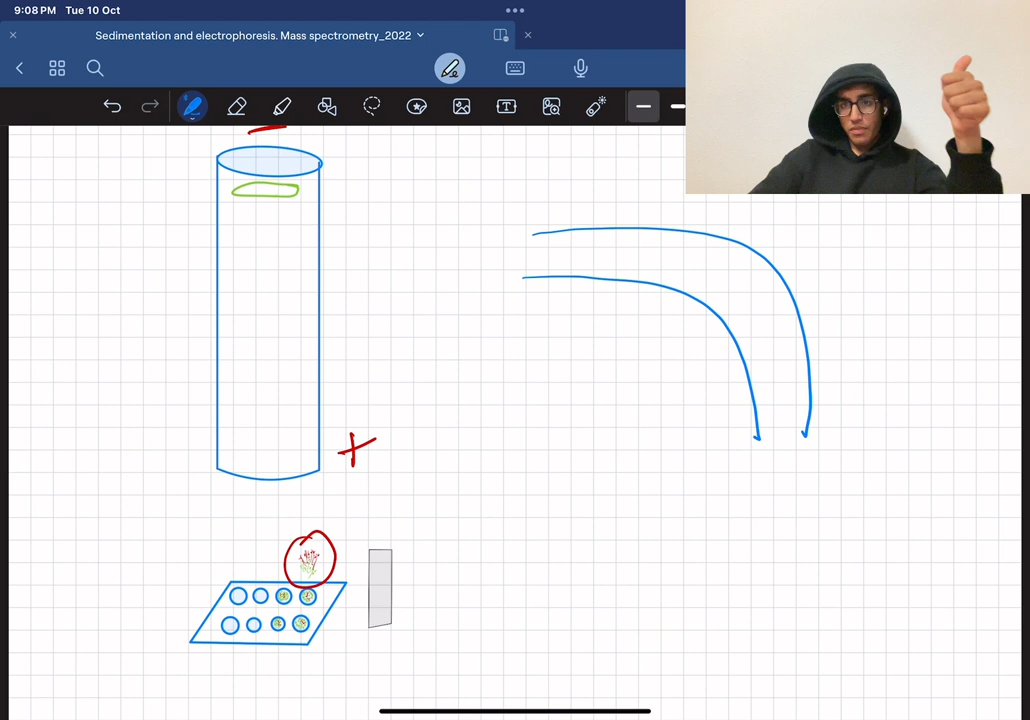 9:08 PM Tue 10 Oct
Sedimentation and electrophoresis. Mass spectrometry_2022
T
+